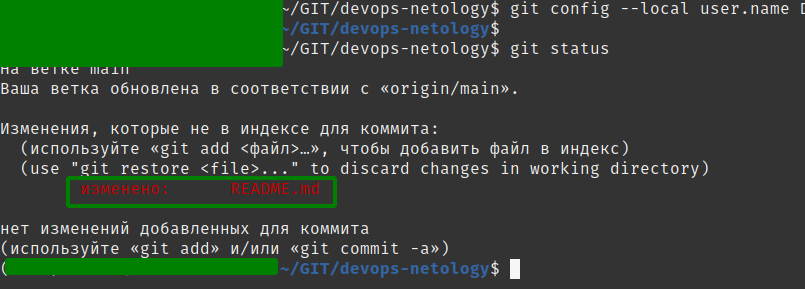 ~/GIT/devops-netology$ git config --local user.name D
~/GIT/devops-netology$
~/GIT/devops-netology$ git status
На ветке main
Ваша ветка обновлена в соответствии с «origin/main».
Изменения, которые не в индексе для коммита:
(используйте «git add <файл>…», чтобы добавить файл в индекс)
(use "git restore <file>..." to discard changes in working directory)
изменено: README.md
нет изменений добавленных для коммита
(используйте «git add» и/или «git commit -a»)
(~/GIT/devops-netology$